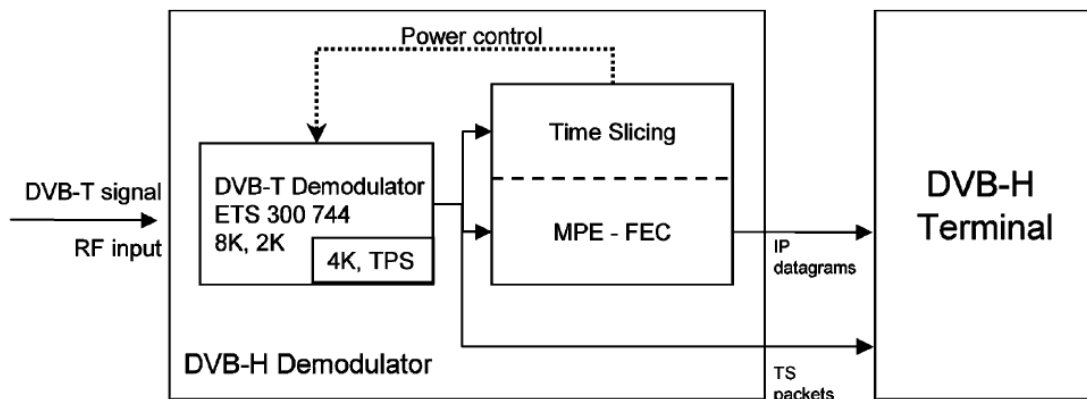 Power control
Time Slicing
DVB-T Demodulator
ETS 300 744
8K, 2K
4K, TPS
MPE - FEC
DVB-T signal
RF input
DVB-H Demodulator
IP
datagrams
TS
packets
DVB-H
Terminal